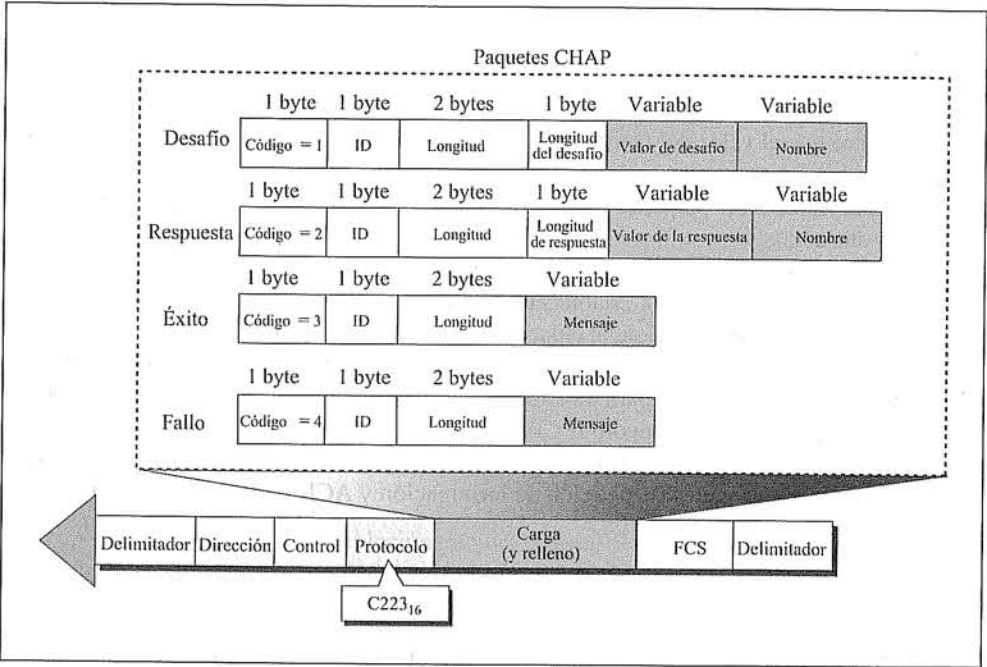 Paquetes CHAP
1 byte 1 byte 2 bytes 1 byte Variable Variable
Desafío
Código = 1 ID Longitud Longitud del desafío Valor de desafío Nombre
1 byte 1 byte 2 bytes 1 byte Variable Variable
Respuesta
Código = 2 ID Longitud Longitud de respuesta Valor de la respuesta Nombre
1 byte 1 byte 2 bytes Variable
Éxito
Código = 3 ID Longitud Mensaje
1 byte 1 byte 2 bytes Variable
Fallo
Código = 4 ID Longitud Mensaje
Delimitador Dirección Control Protocolo Carga (y relleno) FCS Delimitador
C223₁₆